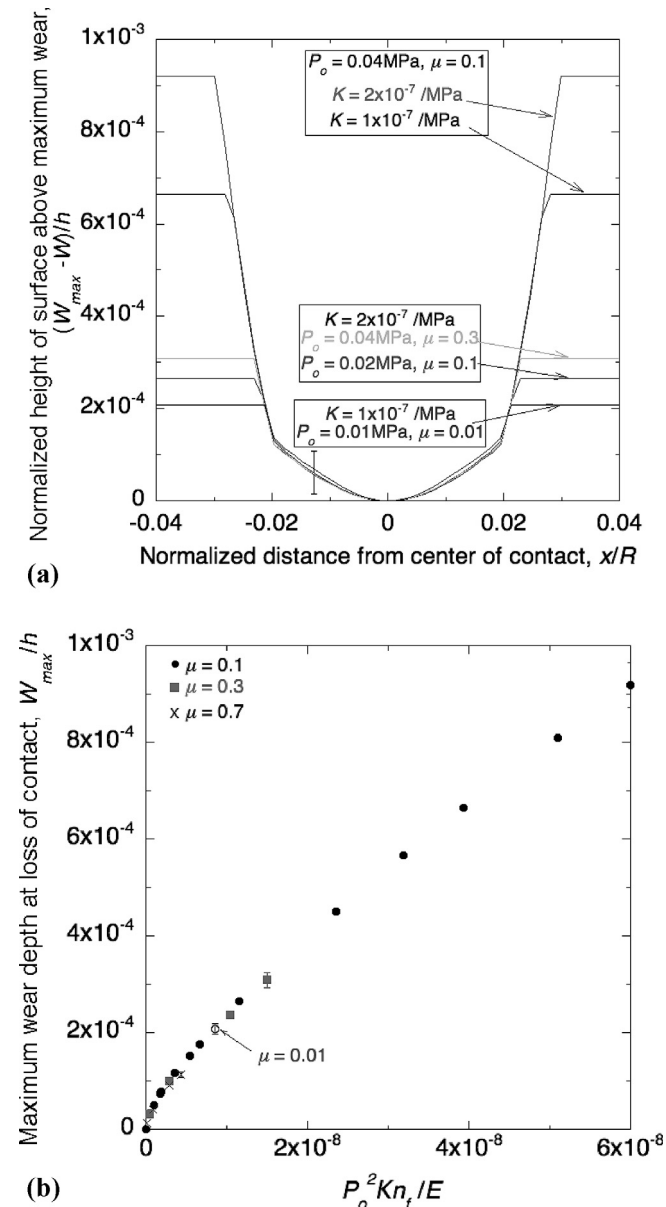 Normalized height of surface above maximum wear,
(W_max - W)/h
1x10⁻³
8x10⁻⁴
6x10⁻⁴
4x10⁻⁴
2x10⁻⁴
0
P_o = 0.04MPa, μ = 0.1
K = 2x10⁻⁷ /MPa
K = 1x10⁻⁷ /MPa
K = 2x10⁻⁷ /MPa
P_o = 0.04MPa, μ = 0.3
P_o = 0.02MPa, μ = 0.1
K = 1x10⁻⁷ /MPa
P_o = 0.01MPa, μ = 0.01
-0.04 -0.02 0 0.02 0.04
Normalized distance from center of contact, x/R
(a)
Maximum wear depth at loss of contact, W_max/h
1x10⁻³
8x10⁻⁴
6x10⁻⁴
4x10⁻⁴
2x10⁻⁴
0
μ = 0.1
μ = 0.3
x μ = 0.7
μ = 0.01
0 2x10⁻⁸ 4x10⁻⁸ 6x10⁻⁸
P_o²Kn_f/E
(b)